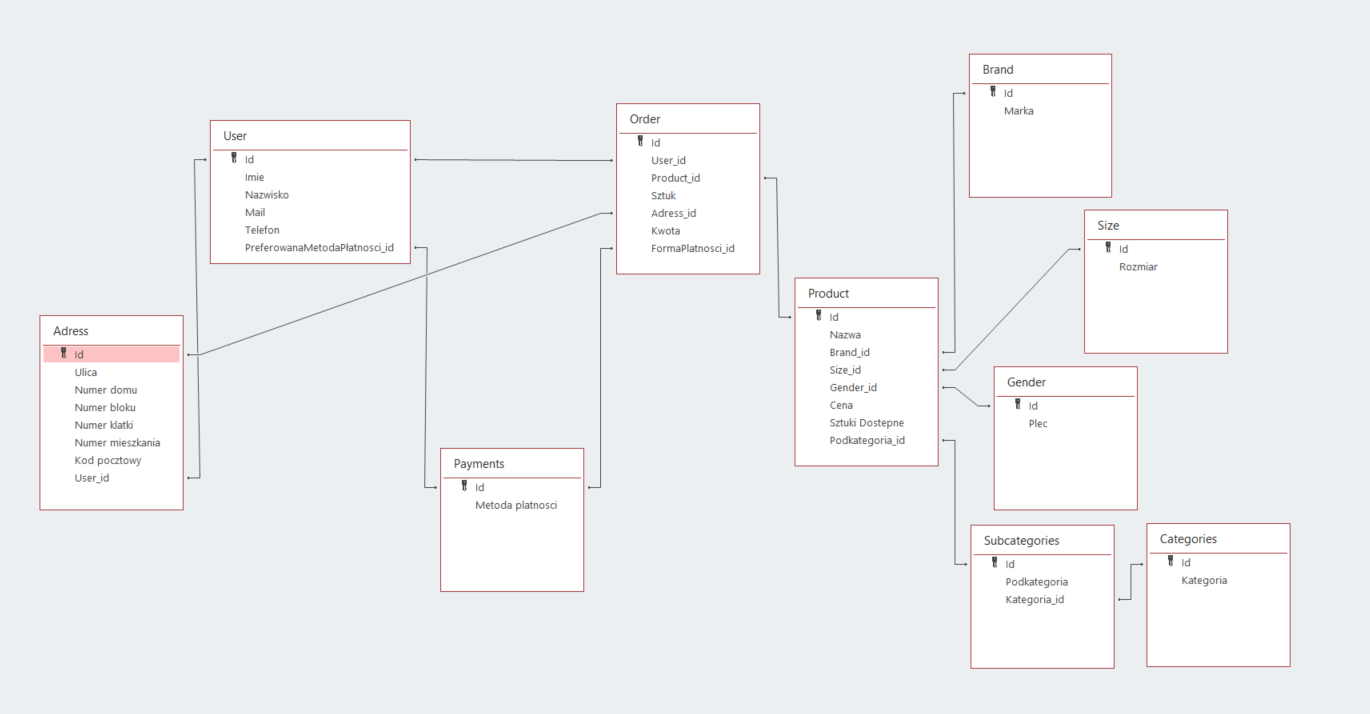 Brand
Id
Marka
Order
Id
User_id
Product_id
Sztuk
Adress_id
Kwota
FormaPlatnosci_id
User
Id
Imie
Nazwisko
Mail
Telefon
PreferowanaMetodaPłatnosci_id
Size
Id
Rozmiar
Product
Id
Nazwa
Brand_id
Size_id
Gender_id
Cena
Sztuki Dostepne
Podkategoria_id
Adress
Id
Ulica
Numer domu
Numer bloku
Numer klatki
Numer mieszkania
Kod pocztowy
User_id
Gender
Id
Plec
Payments
Id
Metoda platnosci
Subcategories
Id
Podkategoria
Kategoria_id
Categories
Id
Kategoria